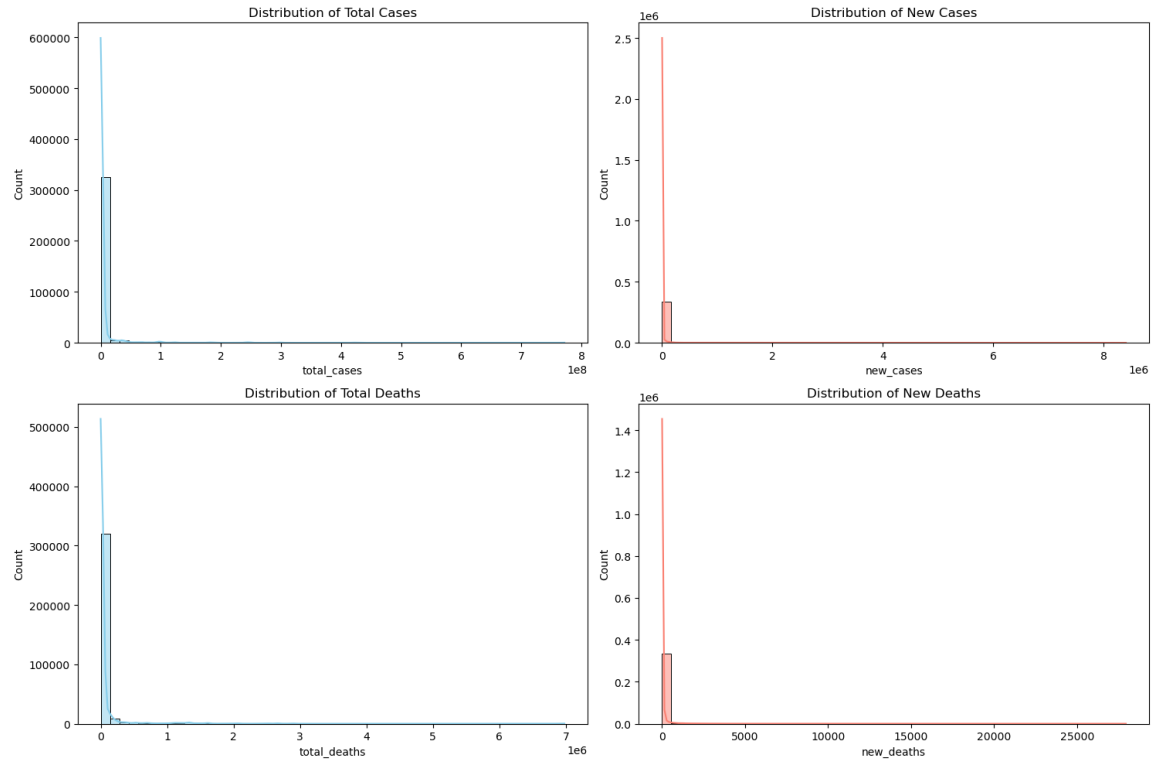 Distribution of Total Cases
600000
500000
400000
300000
200000
100000
0
Count
0 1 2 3 4 5 6 7 8
1e8
total_cases
Distribution of New Cases
1e6
2.5
2.0
1.5
1.0
0.5
0.0
Count
0 2 4 6 8
1e6
new_cases
Distribution of Total Deaths
500000
400000
300000
200000
100000
0
Count
0 1 2 3 4 5 6 7
1e6
total_deaths
Distribution of New Deaths
1e6
1.4
1.2
1.0
0.8
0.6
0.4
0.2
0.0
Count
0 5000 10000 15000 20000 25000
new_deaths